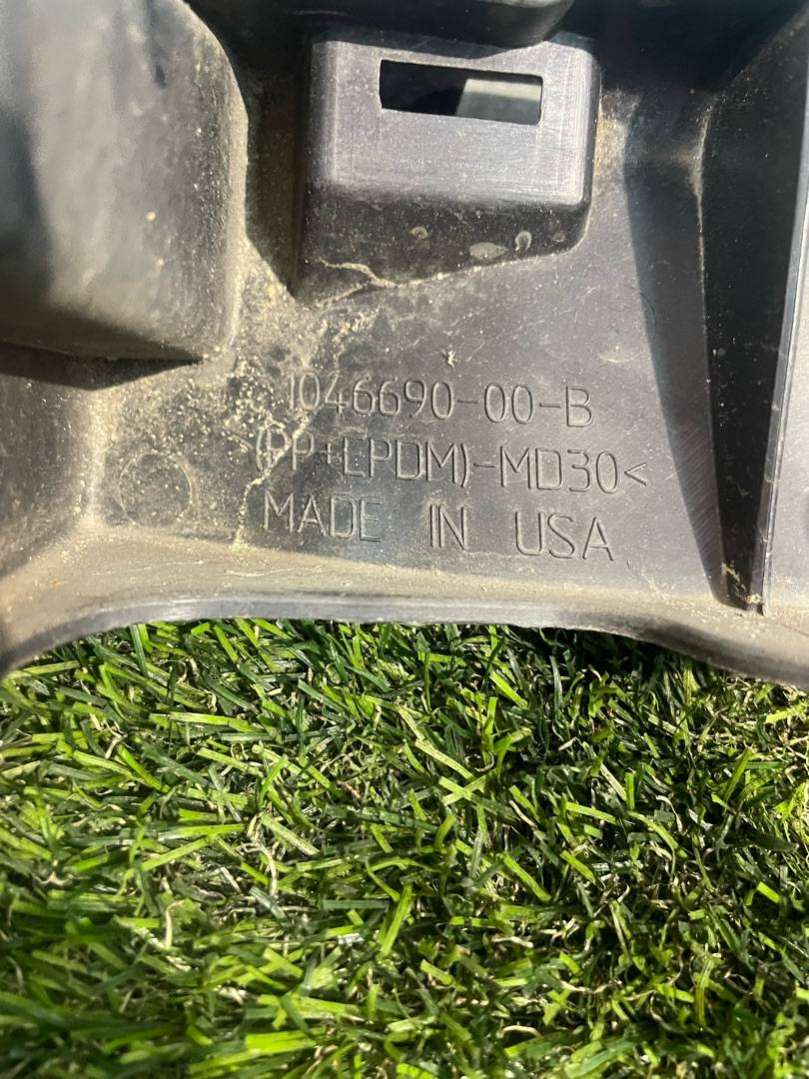 1046690-00-B
>(PP+EPDM)-MD30<
MADE IN USA